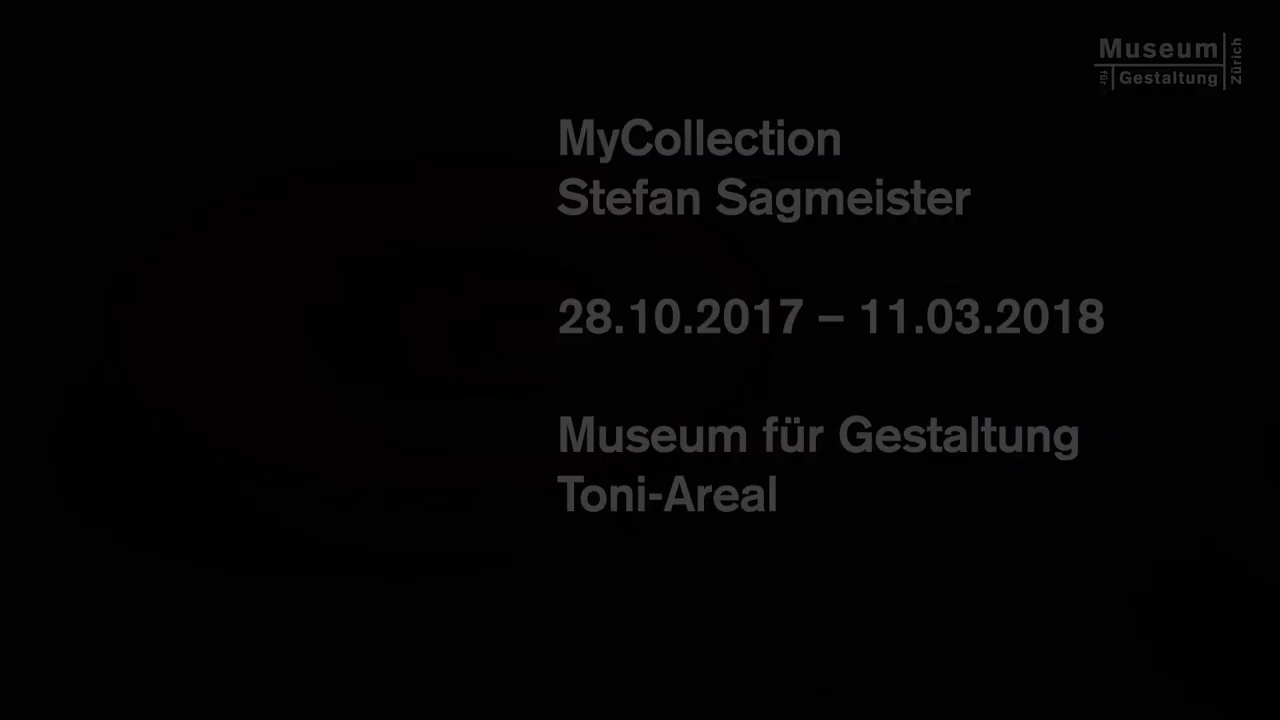 Museum
für Gestaltung
Zürich
MyCollection
Stefan Sagmeister
28.10.2017 – 11.03.2018
Museum für Gestaltung
Toni-Areal